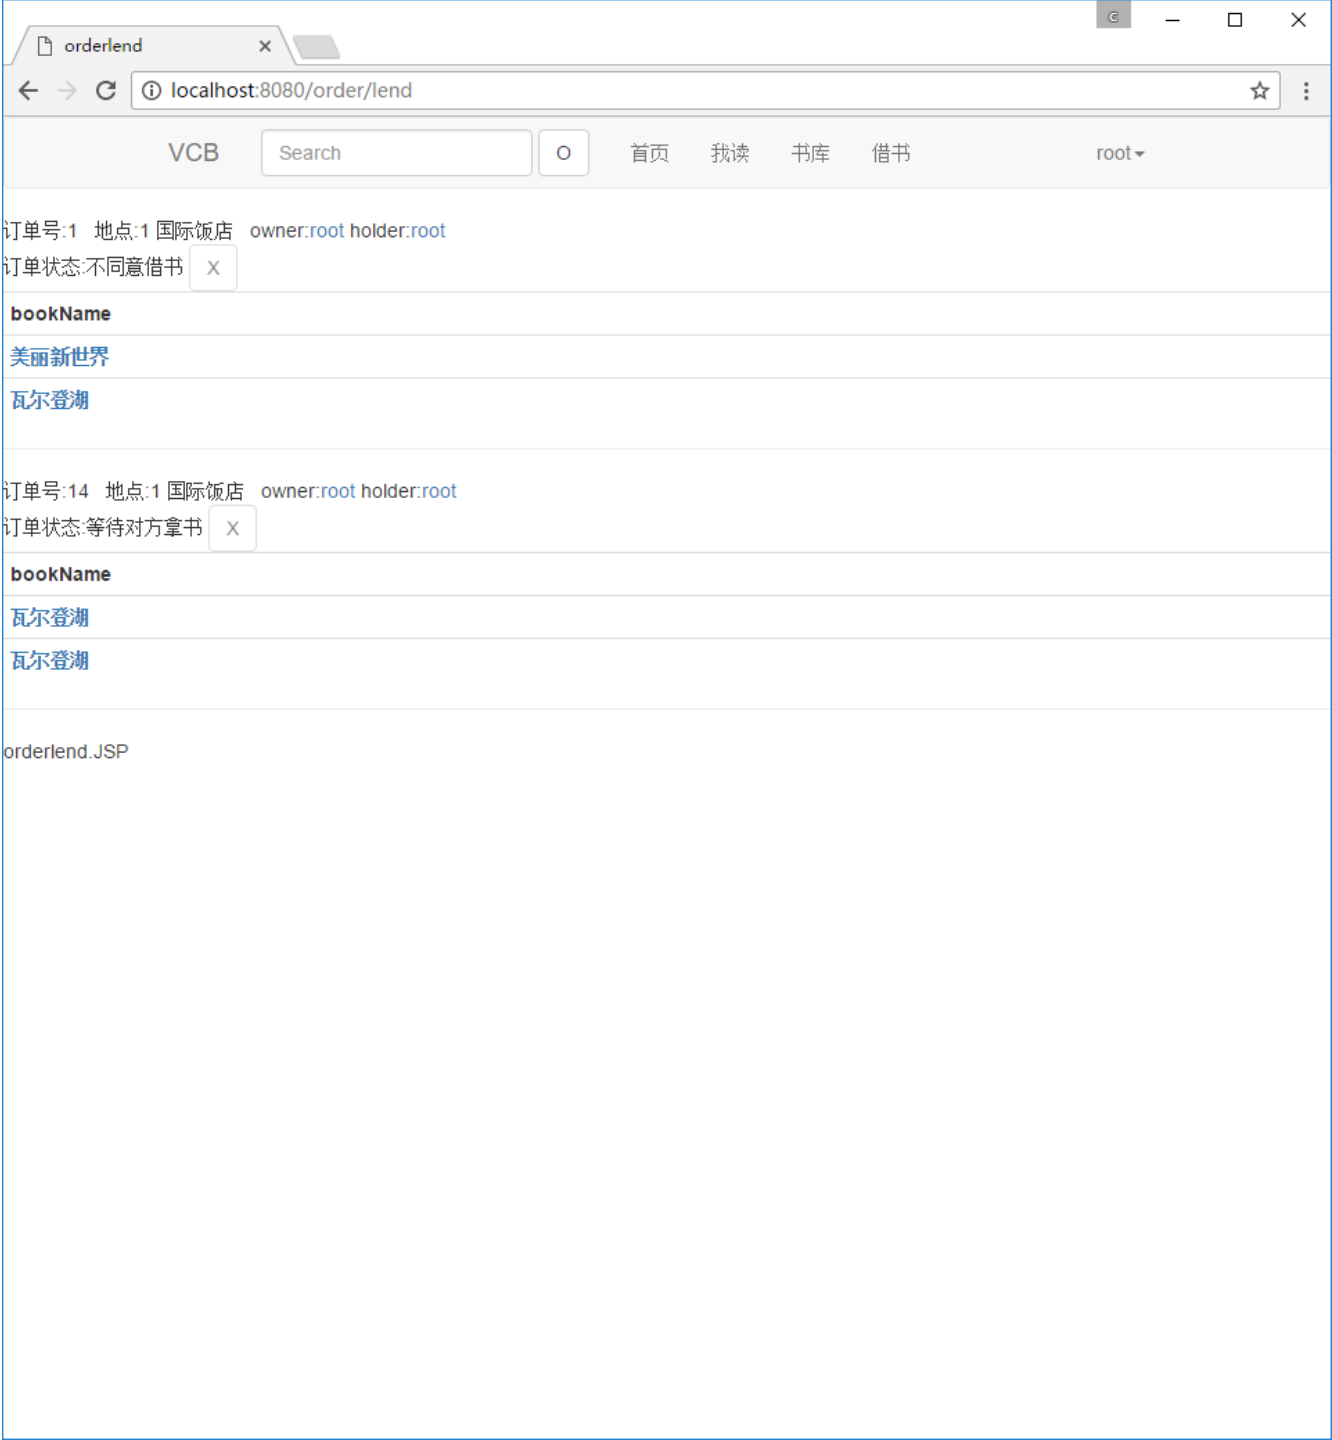 C
orderlend
localhost:8080/order/lend
VCB Search O 首页 我读 书库 借书 root
订单号:1 地点:1 国际饭店 owner:root holder:root
订单状态:不同意借书 X
bookName
美丽新世界
瓦尔登湖
订单号:14 地点:1 国际饭店 owner:root holder:root
订单状态:等待对方拿书 X
bookName
瓦尔登湖
瓦尔登湖
orderlend.JSP